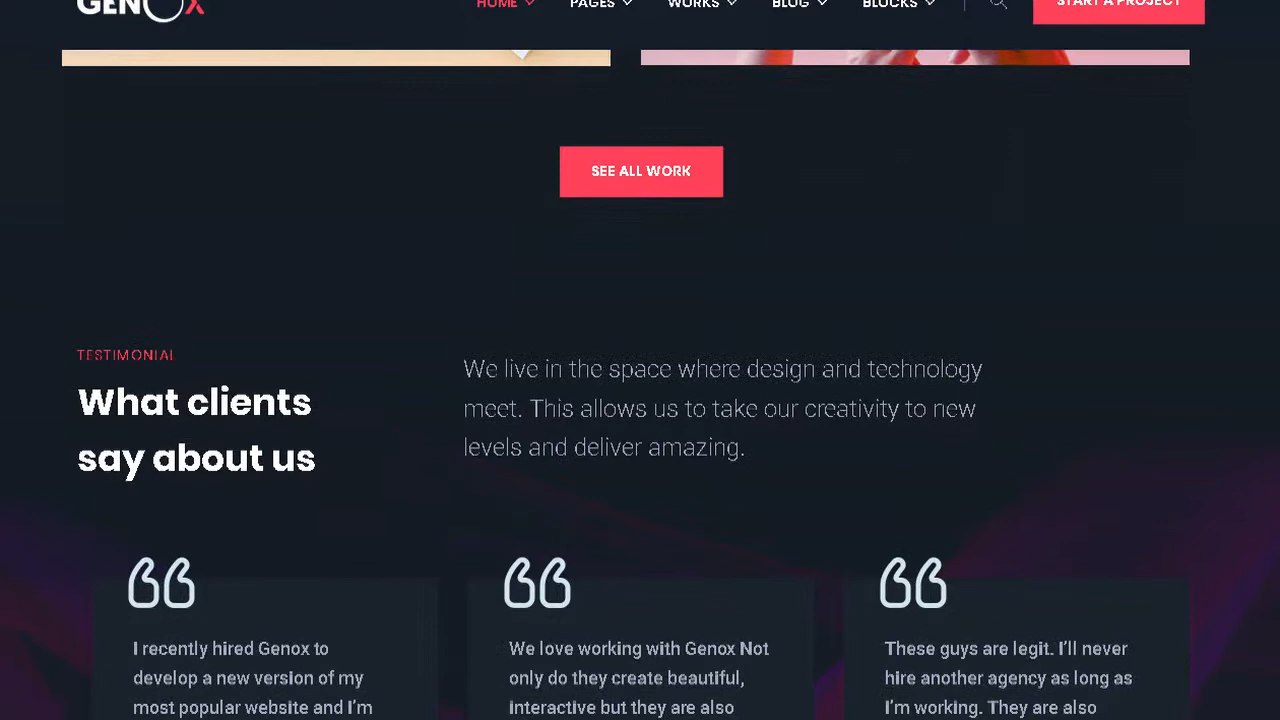 GENOX
HOME PAGES WORKS BLOG BLOCKS START A PROJECT
SEE ALL WORK
TESTIMONIAL
What clients
say about us
We live in the space where design and technology
meet. This allows us to take our creativity to new
levels and deliver amazing.
I recently hired Genox to
develop a new version of my
most popular website and I'm
We love working with Genox Not
only do they create beautiful,
interactive but they are also
These guys are legit. I'll never
hire another agency as long as
I'm working. They are also